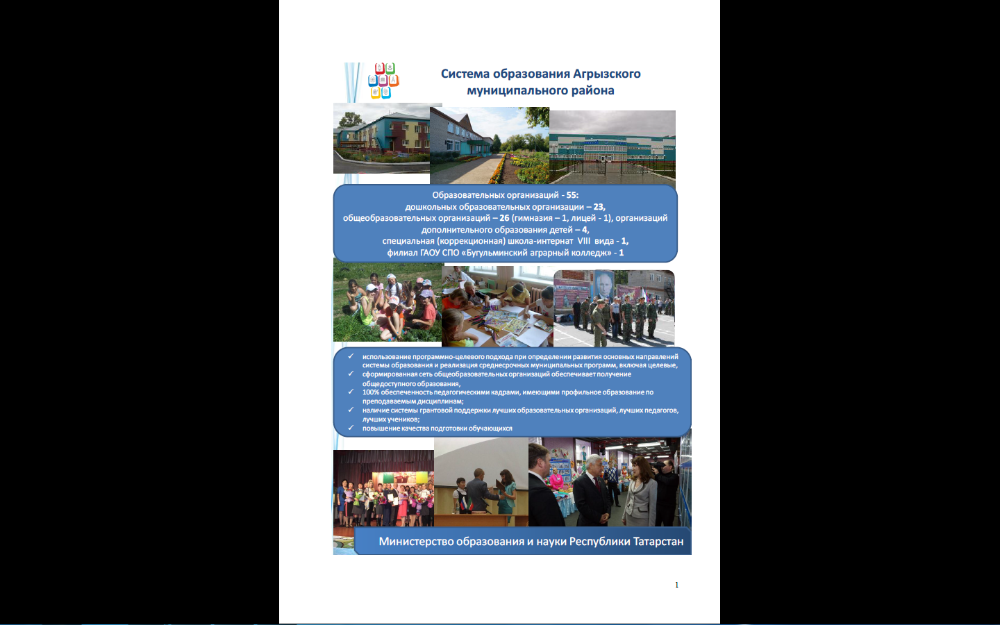 Система образования Агрызского
муниципального района
Образовательных организаций - 55:
дошкольных образовательных организации – 23,
общеобразовательных организаций – 26 (гимназия – 1, лицей - 1), организаций
дополнительного образования детей – 4,
специальная (коррекционная) школа-интернат VIII вида - 1,
филиал ГАОУ СПО «Бугульминский аграрный колледж» - 1
✓ использование программно-целевого подхода при определении развития основных направлений
системы образования и реализация среднесрочных муниципальных программ, включая целевые,
✓ сформированная сеть общеобразовательных организаций обеспечивает получение
общедоступного образования,
✓ 100% обеспеченность педагогическими кадрами, имеющими профильное образование по
преподаваемым дисциплинам;
✓ наличие системы грантовой поддержки лучших образовательных организаций, лучших педагогов,
лучших учеников;
✓ повышение качества подготовки обучающихся
Министерство образования и науки Республики Татарстан
1